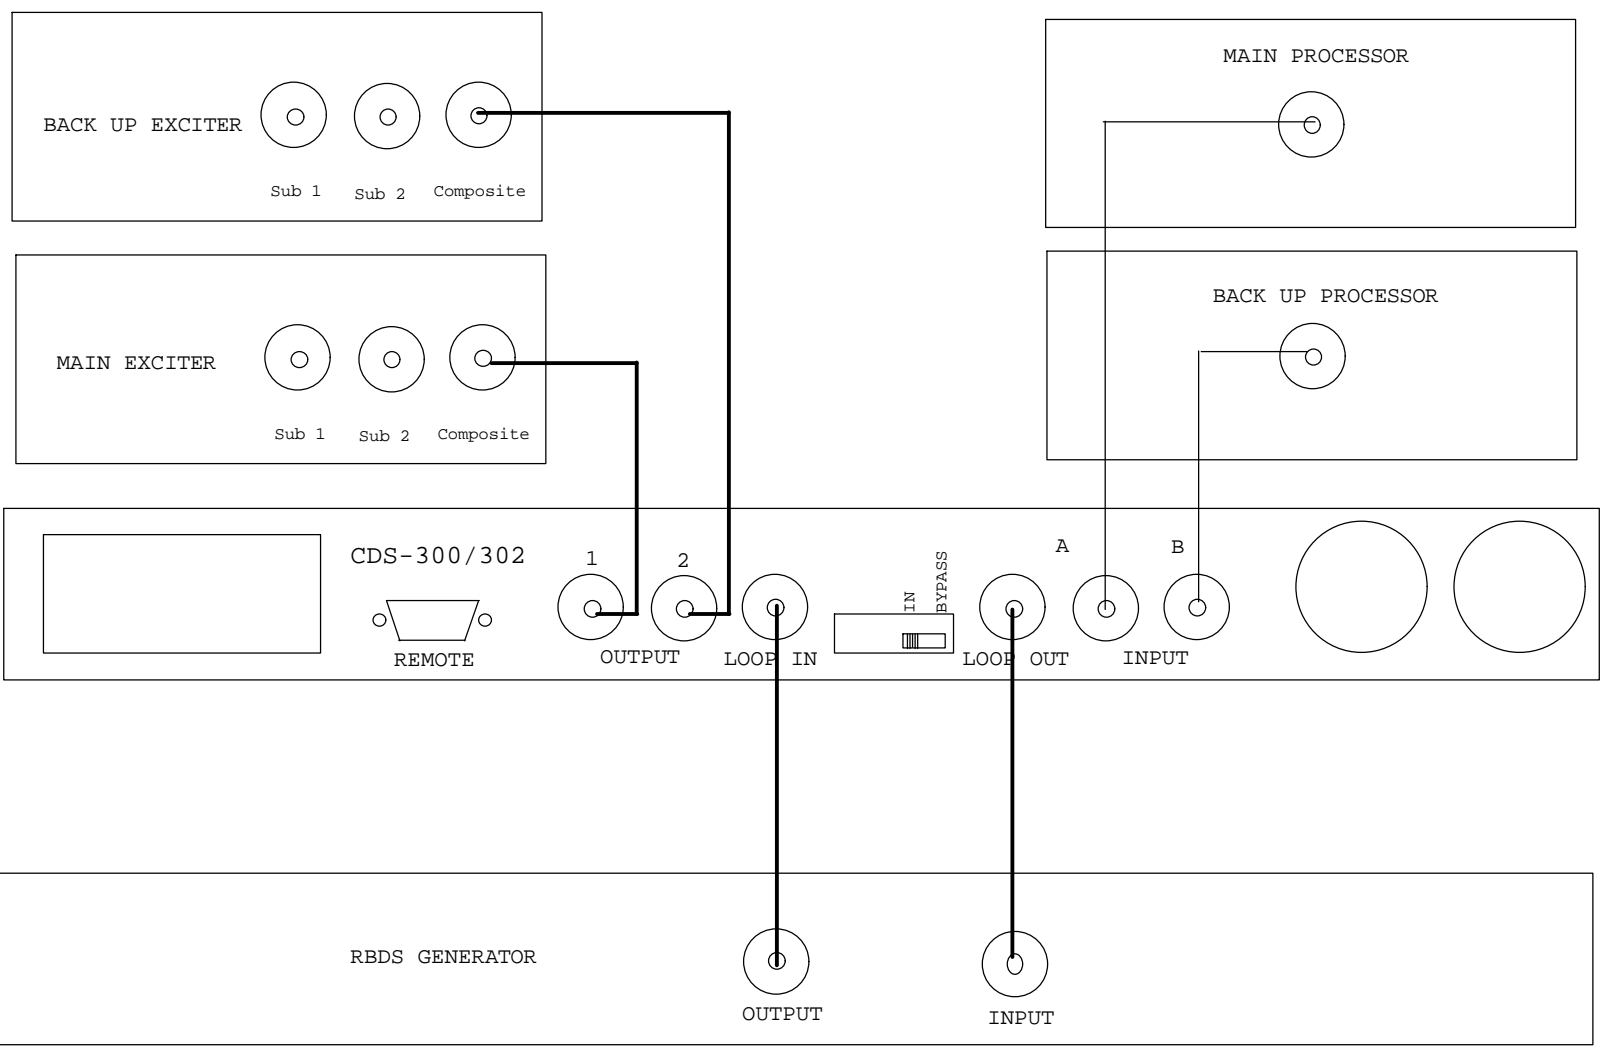 BACK UP EXCITER
Sub 1
Sub 2
Composite
MAIN PROCESSOR
MAIN EXCITER
Sub 1
Sub 2
Composite
BACK UP PROCESSOR
CDS-300/302
REMOTE
1
2
OUTPUT
LOOP IN
IN
BYPASS
LOOP OUT
A
B
INPUT
RBDS GENERATOR
OUTPUT
INPUT